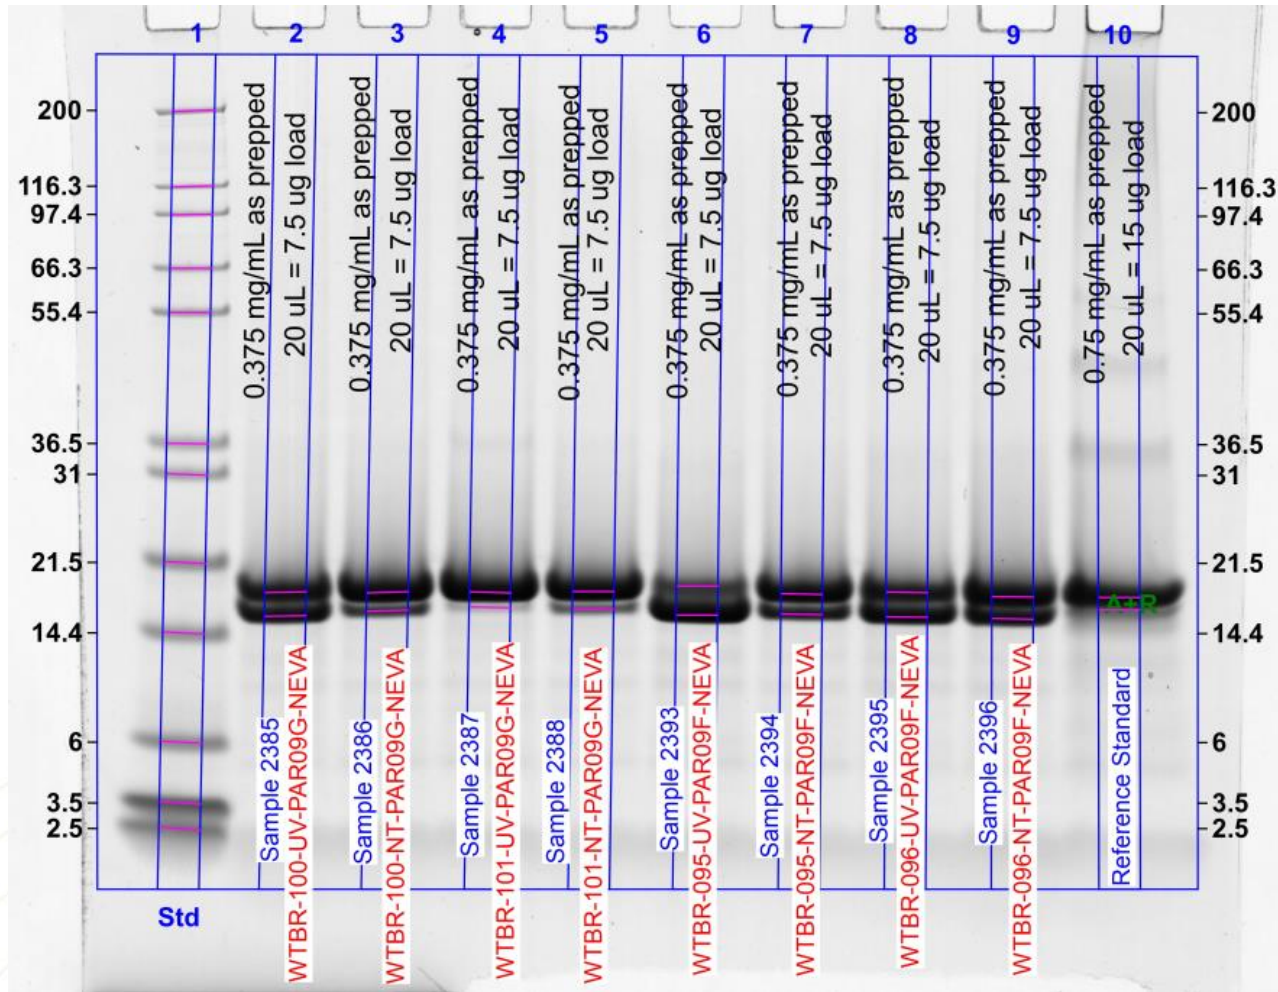 1 2 3 4 5 6 7 8 9 10
200
116.3
97.4
66.3
55.4
36.5
31
21.5
14.4
6
3.5
2.5
Std
0.375 mg/mL as prepped
20 uL = 7.5 ug load
Sample 2385
WTBR-100-UV-PAR09G-NEVA
0.375 mg/mL as prepped
20 uL = 7.5 ug load
Sample 2386
WTBR-100-NT-PAR09G-NEVA
0.375 mg/mL as prepped
20 uL = 7.5 ug load
Sample 2387
WTBR-101-UV-PAR09G-NEVA
0.375 mg/mL as prepped
20 uL = 7.5 ug load
Sample 2388
WTBR-101-NT-PAR09G-NEVA
0.375 mg/mL as prepped
20 uL = 7.5 ug load
Sample 2393
WTBR-095-UV-PAR09F-NEVA
0.375 mg/mL as prepped
20 uL = 7.5 ug load
Sample 2394
WTBR-095-NT-PAR09F-NEVA
0.375 mg/mL as prepped
20 uL = 7.5 ug load
Sample 2395
WTBR-096-UV-PAR09F-NEVA
0.375 mg/mL as prepped
20 uL = 7.5 ug load
Sample 2396
WTBR-096-NT-PAR09F-NEVA
0.75 mg/mL as prepped
20 uL = 15 ug load
A+R
Reference Standard
200
116.3
97.4
66.3
55.4
36.5
31
21.5
14.4
6
3.5
2.5